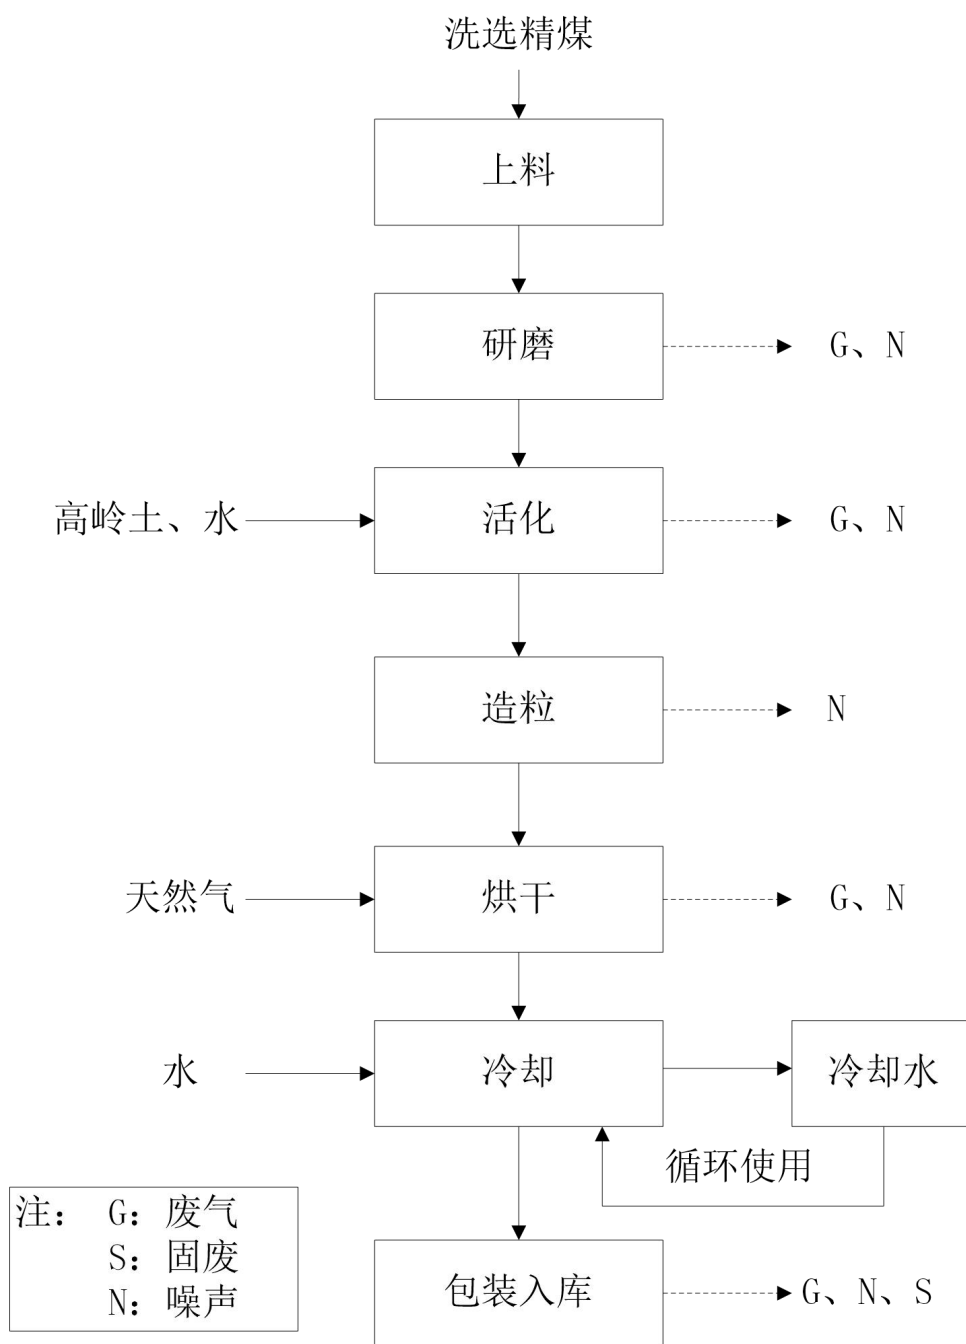 洗选精煤
上料
研磨
G、N
高岭土、水
活化
G、N
造粒
N
天然气
烘干
G、N
水
冷却
冷却水
循环使用
注： G：废气
S：固废
N：噪声
包装入库
G、N、S